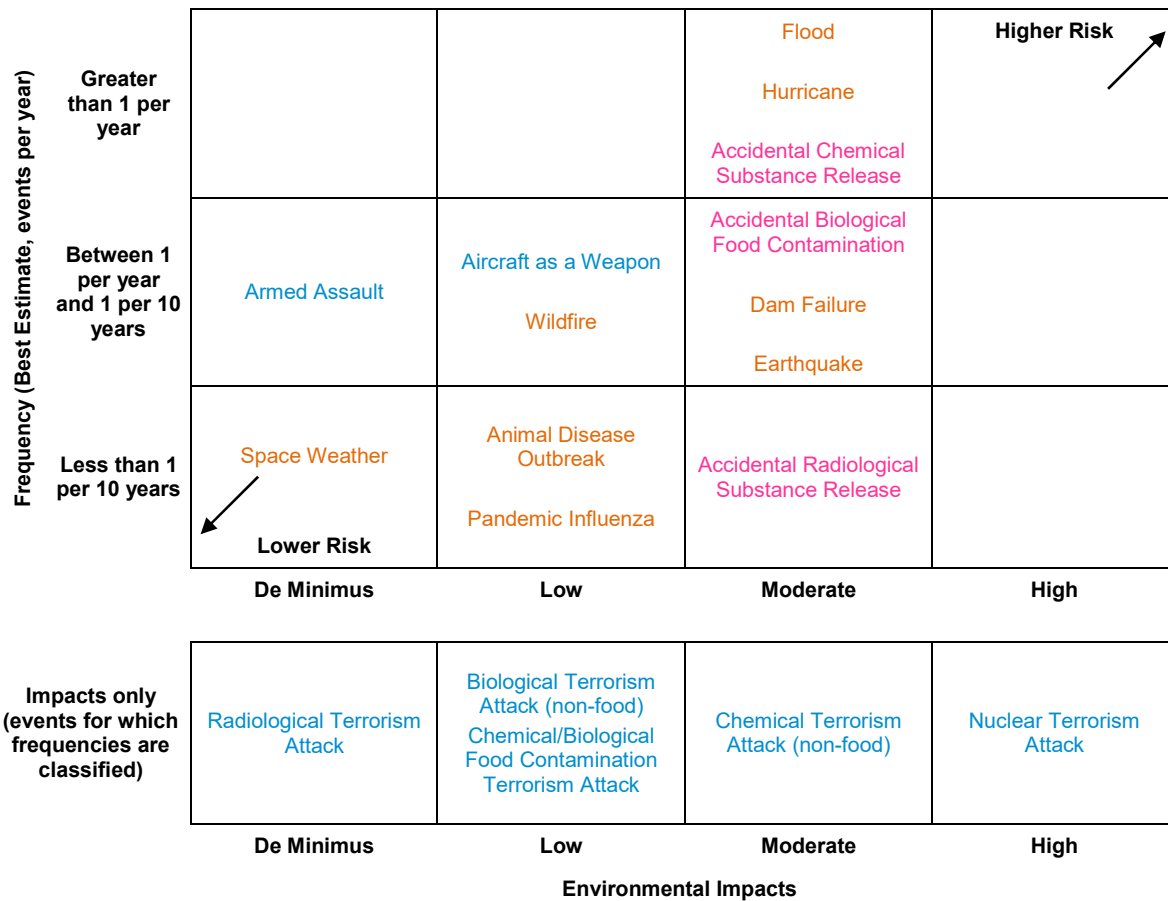 Frequency (Best Estimate, events per year)
Greater
than 1 per
year
Flood
Hurricane
Accidental Chemical
Substance Release
Higher Risk
Between 1
per year
and 1 per 10
years
Armed Assault
Aircraft as a Weapon
Wildfire
Accidental Biological
Food Contamination
Dam Failure
Earthquake
Less than 1
per 10 years
Space Weather
Lower Risk
Animal Disease
Outbreak
Pandemic Influenza
Accidental Radiological
Substance Release
De Minimus
Low
Moderate
High
Impacts only
(events for which
frequencies are
classified)
Radiological Terrorism
Attack
Biological Terrorism
Attack (non-food)
Chemical/Biological
Food Contamination
Terrorism Attack
Chemical Terrorism
Attack (non-food)
Nuclear Terrorism
Attack
De Minimus
Low
Moderate
High
Environmental Impacts